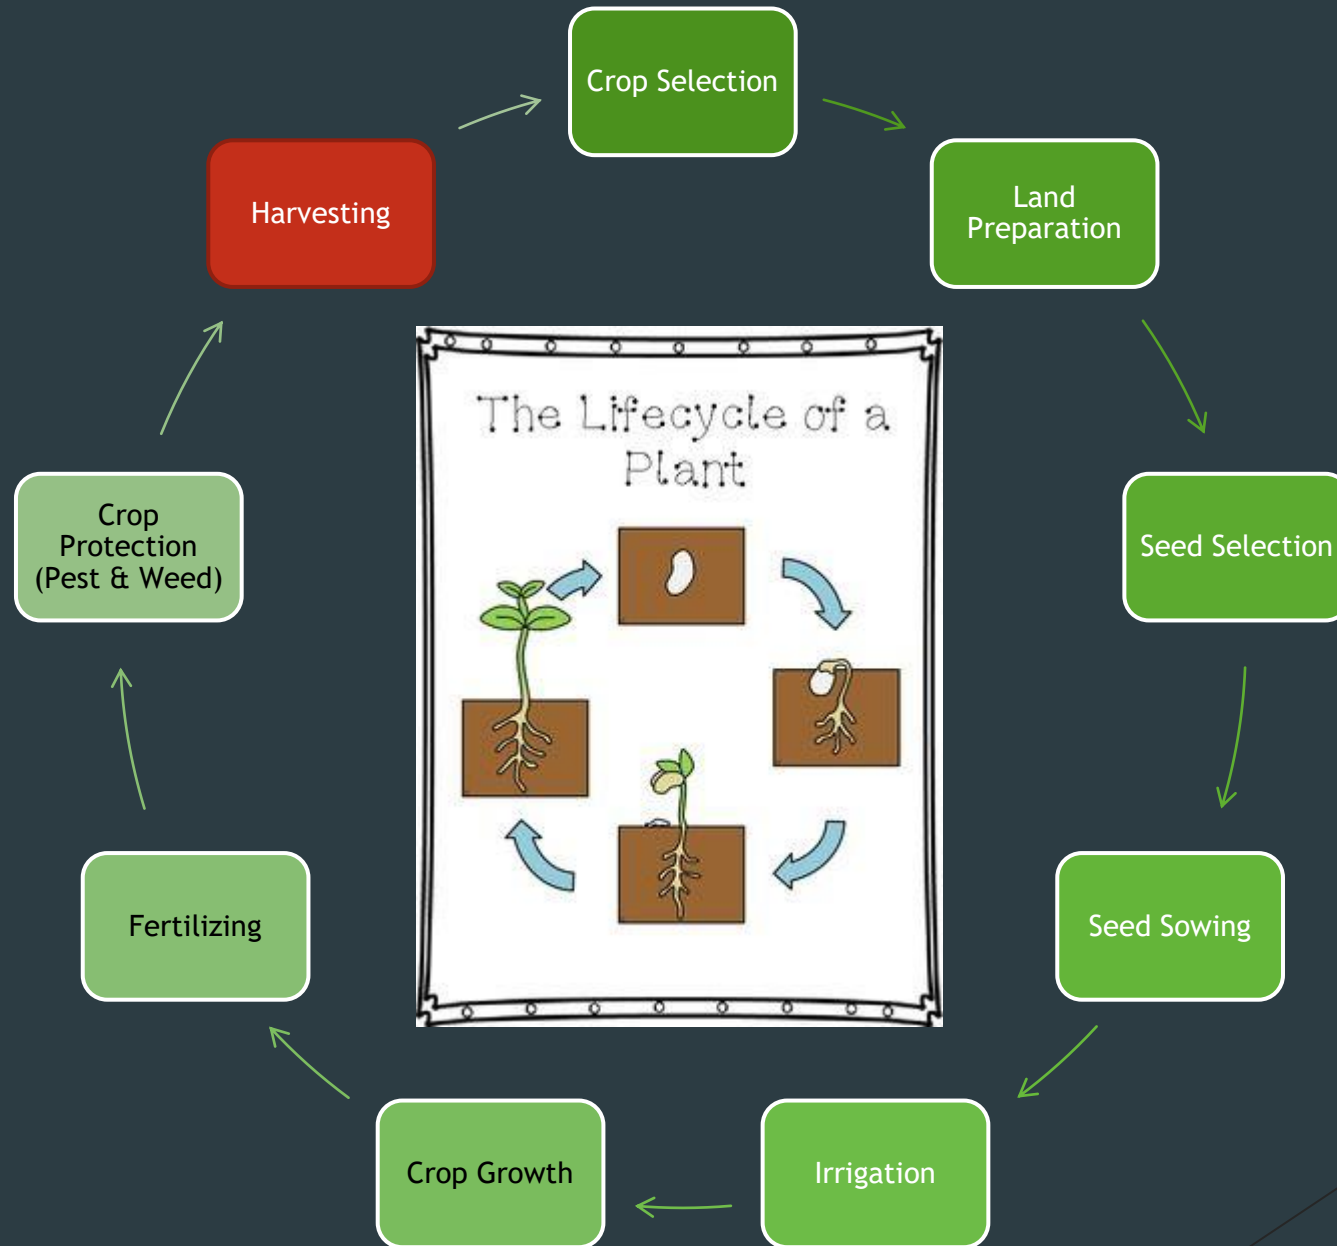 Crop Selection
Land
Preparation
Seed Selection
Seed Sowing
Irrigation
Crop Growth
Fertilizing
Crop
Protection
(Pest & Weed)
Harvesting
The Lifecycle of a
Plant